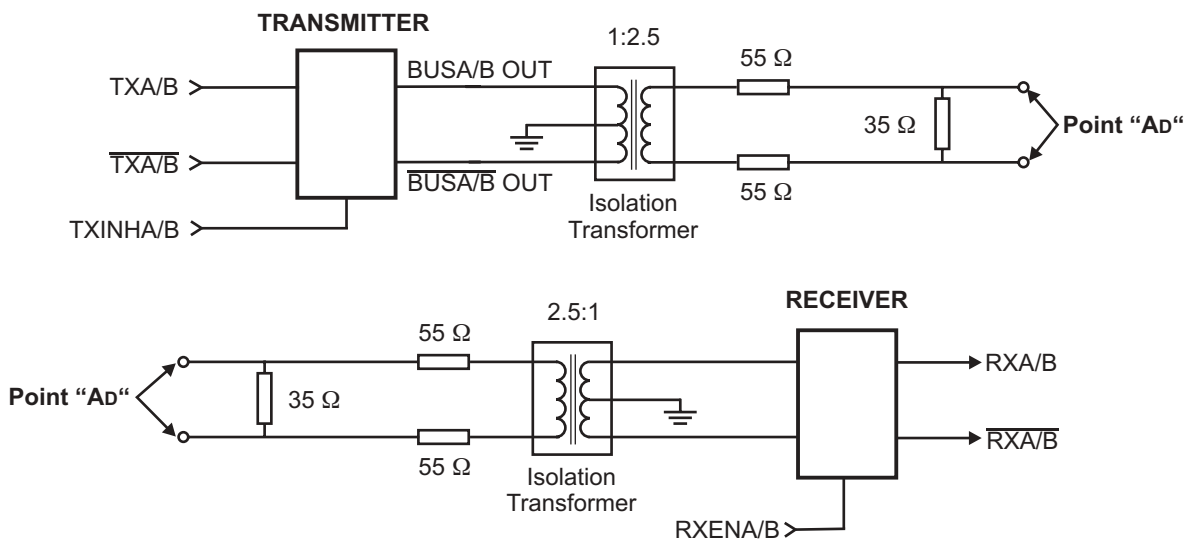 TRANSMITTER
1:2.5
55 Ω
TXA/B
BUSA/B OUT
35 Ω
Point “AD“
TXA/B
BUSA/B OUT
55 Ω
TXINHA/B
Isolation
Transformer
RECEIVER
2.5:1
55 Ω
RXA/B
Point “AD“
35 Ω
RXA/B
55 Ω
Isolation
Transformer
RXENA/B